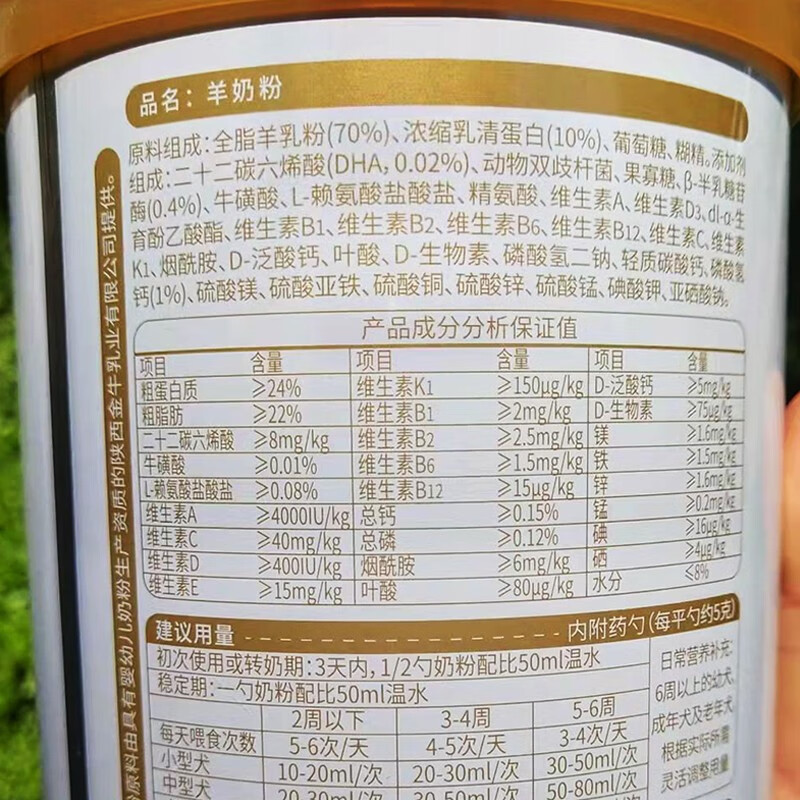 品名：羊奶粉
原料组成：全脂羊乳粉(70%)、浓缩乳清蛋白(10%)、葡萄糖、糊精。添加剂
组成：二十二碳六烯酸(DHA，0.02%)、动物双歧杆菌、果寡糖、β-半乳糖苷
酶(0.4%)、牛磺酸、L-赖氨酸盐酸盐、精氨酸、维生素A、维生素D3、dl-α-生
育酚乙酸酯、维生素B1、维生素B2、维生素B6、维生素B12、维生素C、维生素
K1、烟酰胺、D-泛酸钙、叶酸、D-生物素、磷酸氢二钠、轻质碳酸钙、磷酸氢
钙(1%)、硫酸镁、硫酸亚铁、硫酸铜、硫酸锌、硫酸锰、碘酸钾、亚硒酸钠。
产品成分分析保证值
项目 含量 项目 含量 项目 含量
粗蛋白质 ≥24% 维生素K1 ≥150μg/kg D-泛酸钙 ≥5mg/kg
粗脂肪 ≥22% 维生素B1 ≥2mg/kg D-生物素 ≥75μg/kg
二十二碳六烯酸 ≥8mg/kg 维生素B2 ≥2.5mg/kg 镁 ≥1.6mg/kg
牛磺酸 ≥0.01% 维生素B6 ≥1.5mg/kg 铁 ≥1.5mg/kg
L-赖氨酸盐酸盐 ≥0.08% 维生素B12 ≥15μg/kg 锌 ≥1.6mg/kg
维生素A ≥4000IU/kg 总钙 ≥0.15% 锰 ≥0.2mg/kg
维生素C ≥40mg/kg 总磷 ≥0.12% 碘 ≥16μg/kg
维生素D ≥400IU/kg 烟酰胺 ≥6mg/kg 硒 ≥4μg/kg
维生素E ≥15mg/kg 叶酸 ≥80μg/kg 水分 ≤8%
建议用量 内附药勺(每平勺约5克)
初次使用或转奶期：3天内，1/2勺奶粉配比50ml温水
稳定期：一勺奶粉配比50ml温水
2周以下 3-4周 5-6周
每天喂食次数 5-6次/天 4-5次/天 3-4次/天
小型犬 10-20ml/次 20-30ml/次 30-50ml/次
中型犬 20-30ml/次 30-50ml/次 50-80ml/次
日常营养补充：
6周以上的幼犬、
成年犬及老年犬，
根据实际所需
灵活调整用量
原料由具有婴幼儿奶粉生产资质的陕西金牛乳业有限公司提供。